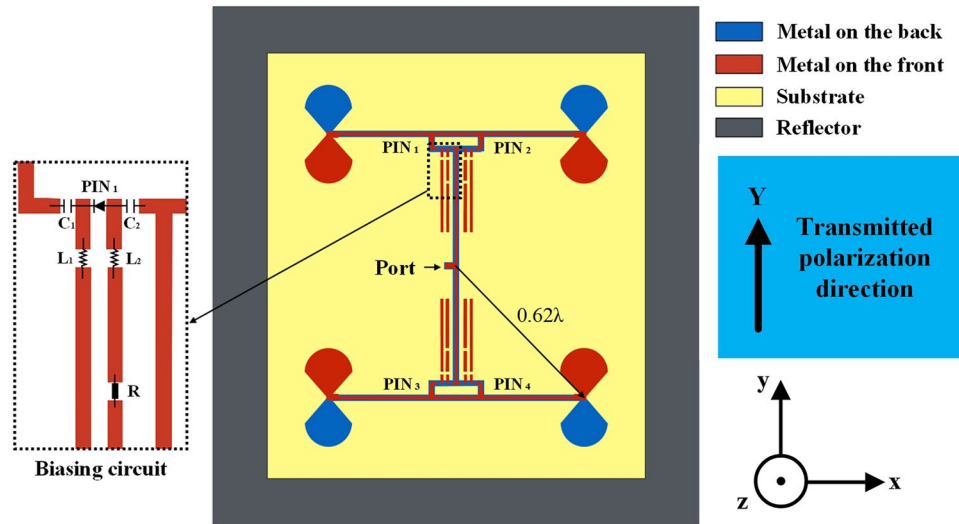 Metal on the back
Metal on the front
Substrate
Reflector
PIN₁
PIN₂
PIN₁
C₁
C₂
L₁
L₂
R
Biasing circuit
Port
0.62λ
PIN₃
PIN₄
Y
Transmitted
polarization
direction
y
x
z